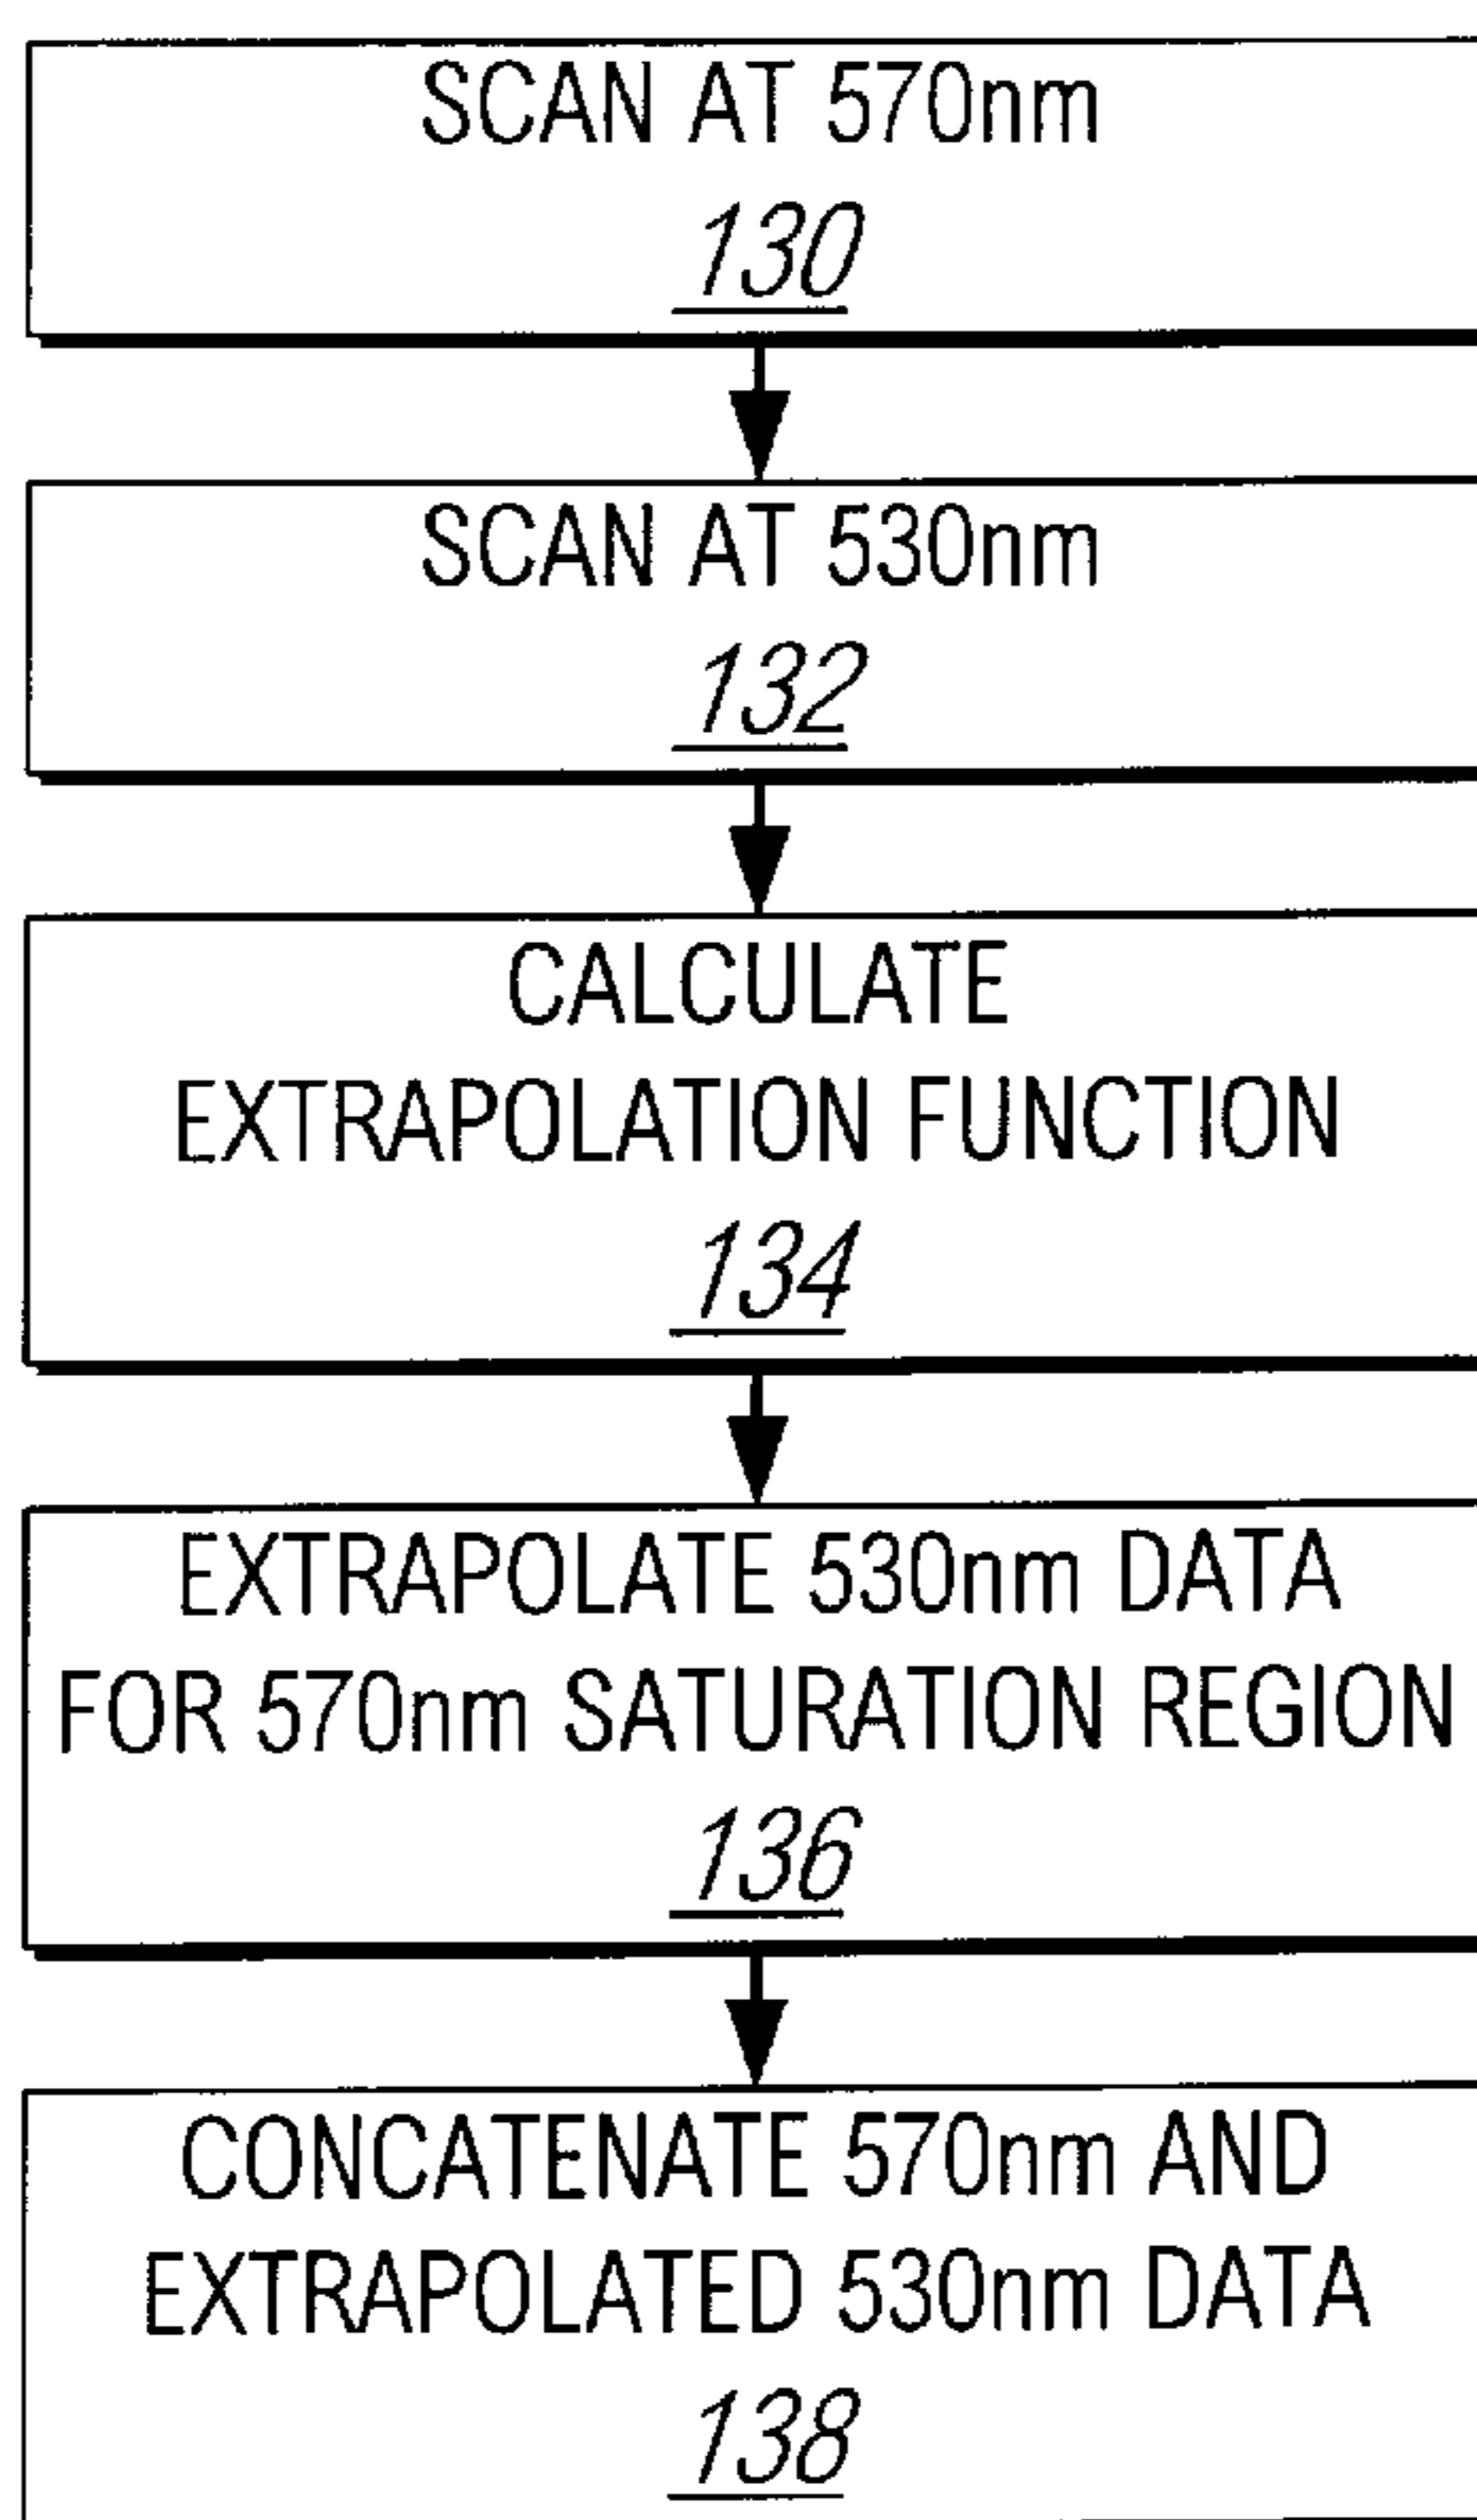 SCAN AT 570nm
130
SCAN AT 530nm
132
CALCULATE
EXTRAPOLATION FUNCTION
134
EXTRAPOLATE 530nm DATA
FOR 570nm SATURATION REGION
136
CONCATENATE 570nm AND
EXTRAPOLATED 530nm DATA
138